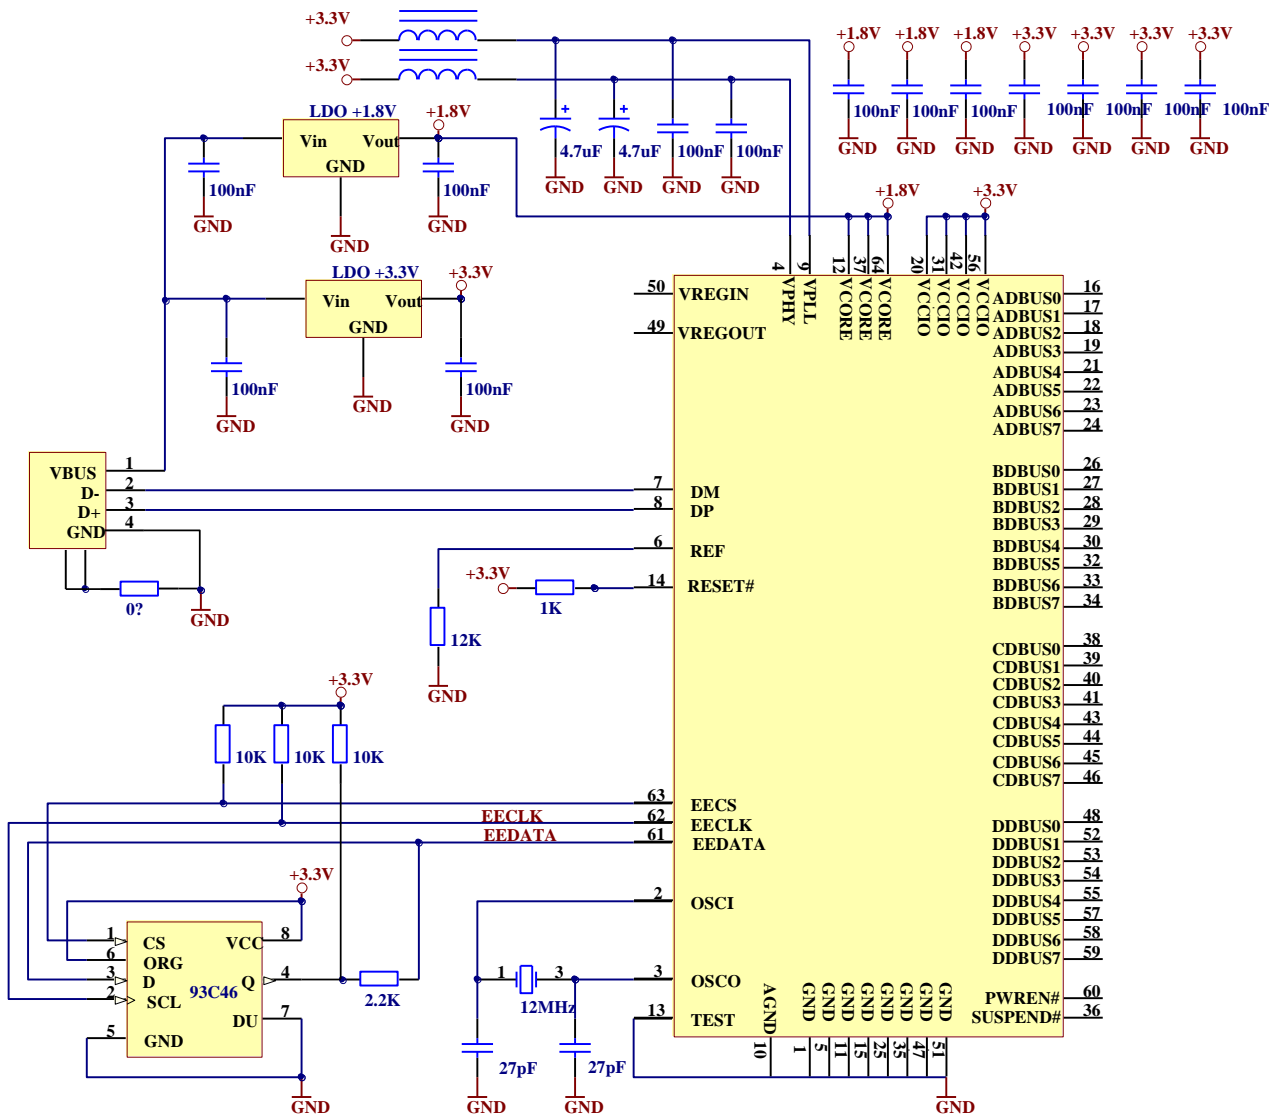 +3.3V
+3.3V
+1.8V +1.8V +1.8V +3.3V +3.3V +3.3V +3.3V
100nF 100nF 100nF 100nF 100nF 100nF 100nF
GND GND GND GND GND GND GND
LDO +1.8V +1.8V
Vin Vout
GND
4.7uF 4.7uF 100nF 100nF
GND GND GND GND
100nF 100nF
GND GND GND
+1.8V +3.3V
LDO +3.3V +3.3V
Vin Vout
GND
100nF 100nF
GND GND GND
4 9 12 37 64 20 31 42 56
VPHY VPLL VCORE VCORE VCORE VCCIO VCCIO VCCIO VCCIO
50 VREGIN
49 VREGOUT
ADBUS0 16
ADBUS1 17
ADBUS2 18
ADBUS3 19
ADBUS4 21
ADBUS5 22
ADBUS6 23
ADBUS7 24
VBUS 1
D- 2
D+ 3
GND 4
0?
GND
7 DM
8 DP
6 REF
+3.3V 1K 14 RESET#
12K
GND
BDBUS0 26
BDBUS1 27
BDBUS2 28
BDBUS3 29
BDBUS4 30
BDBUS5 32
BDBUS6 33
BDBUS7 34
CDBUS0 38
CDBUS1 39
CDBUS2 40
CDBUS3 41
CDBUS4 43
CDBUS5 44
CDBUS6 45
CDBUS7 46
+3.3V
10K 10K 10K
63 EECS
EECLK 62 EECLK
EEDATA 61 EEDATA
DDBUS0 48
DDBUS1 52
DDBUS2 53
DDBUS3 54
DDBUS4 55
DDBUS5 57
DDBUS6 58
DDBUS7 59
+3.3V
1 CS VCC 8
6 ORG
3 D Q 4
2 SCL 93C46
DU 7
5 GND
2.2K
GND
2 OSCI
1 3 3 OSCO
12MHz
13 TEST
27pF 27pF
GND GND
PWREN# 60
SUSPEND# 36
AGND GND GND GND GND GND GND GND GND
10 1 5 11 15 25 35 47 51
GND